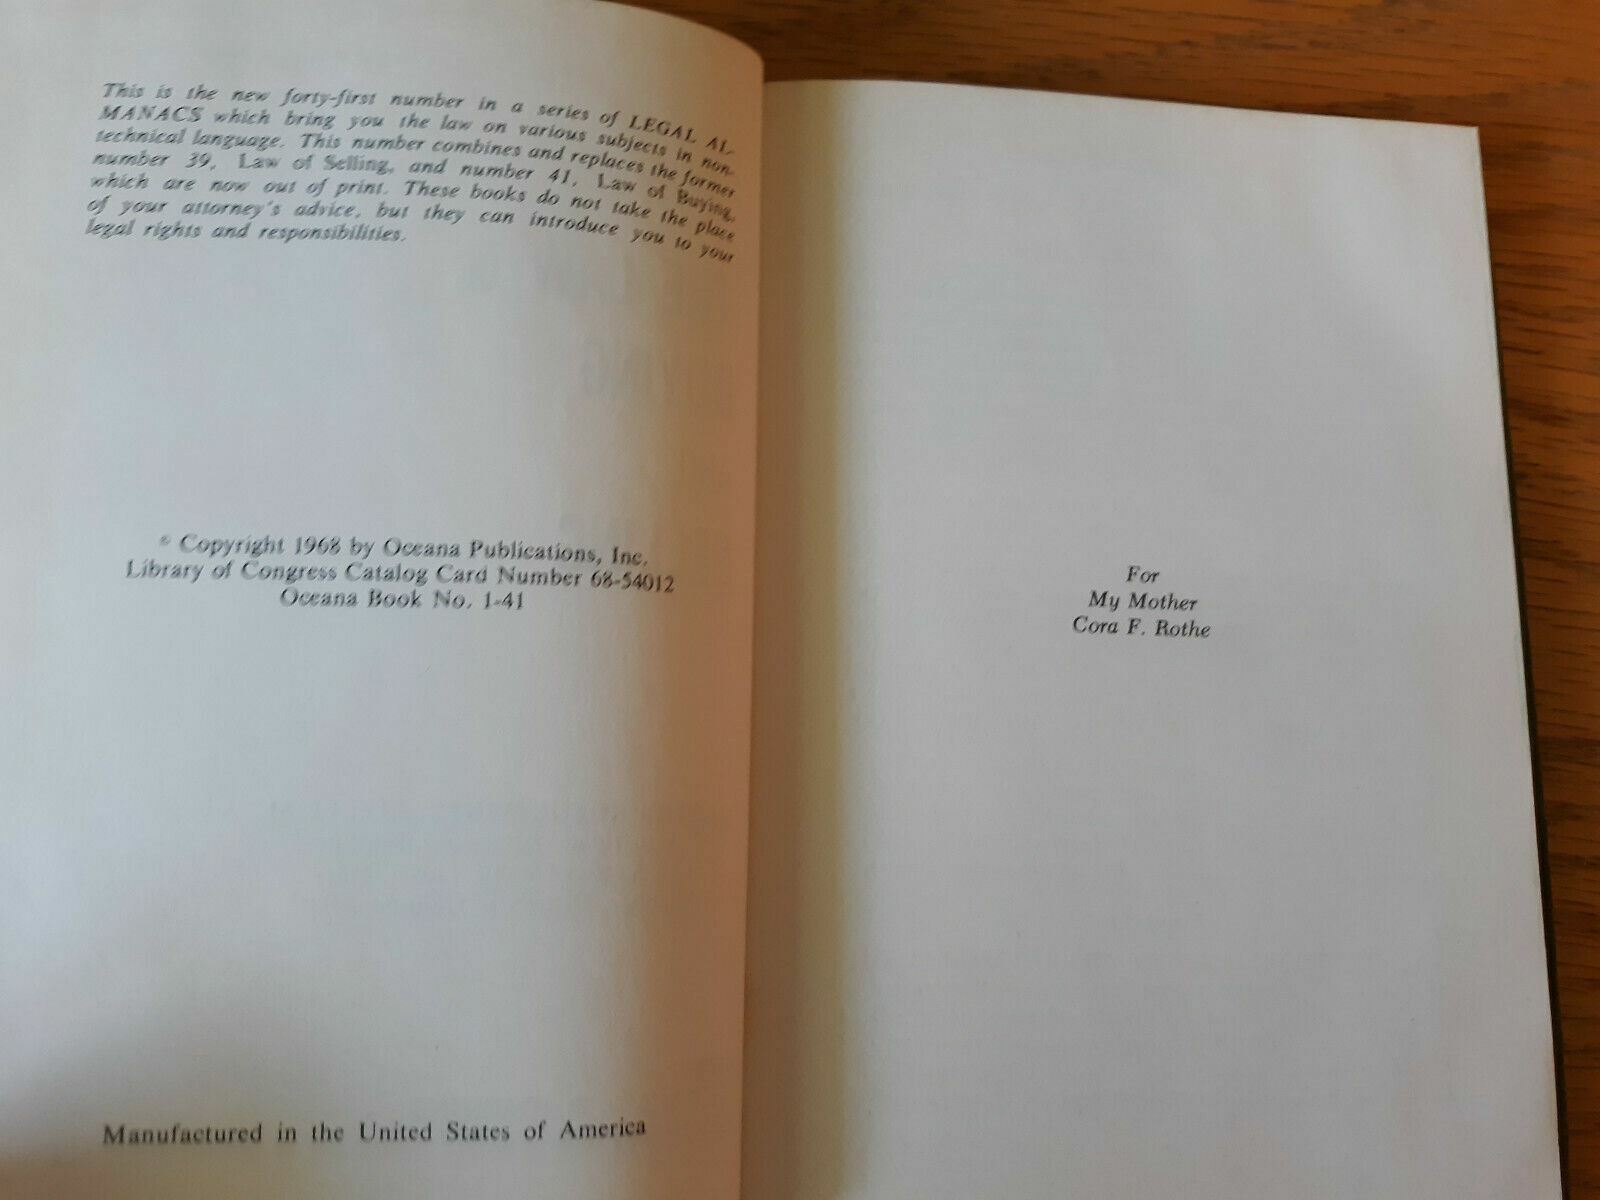 This is the new forty-first number in a series of LEGAL AL-
MANACS which bring you the law on various subjects in non-
technical language. This number combines and replaces the former
number 39, Law of Selling, and number 41, Law of Buying,
which are now out of print. These books do not take the place
of your attorney's advice, but they can introduce you to your
legal rights and responsibilities.
© Copyright 1968 by Oceana Publications, Inc.
Library of Congress Catalog Card Number 68-54012
Oceana Book No. 1-41
Manufactured in the United States of America
For
My Mother
Cora F. Rothe